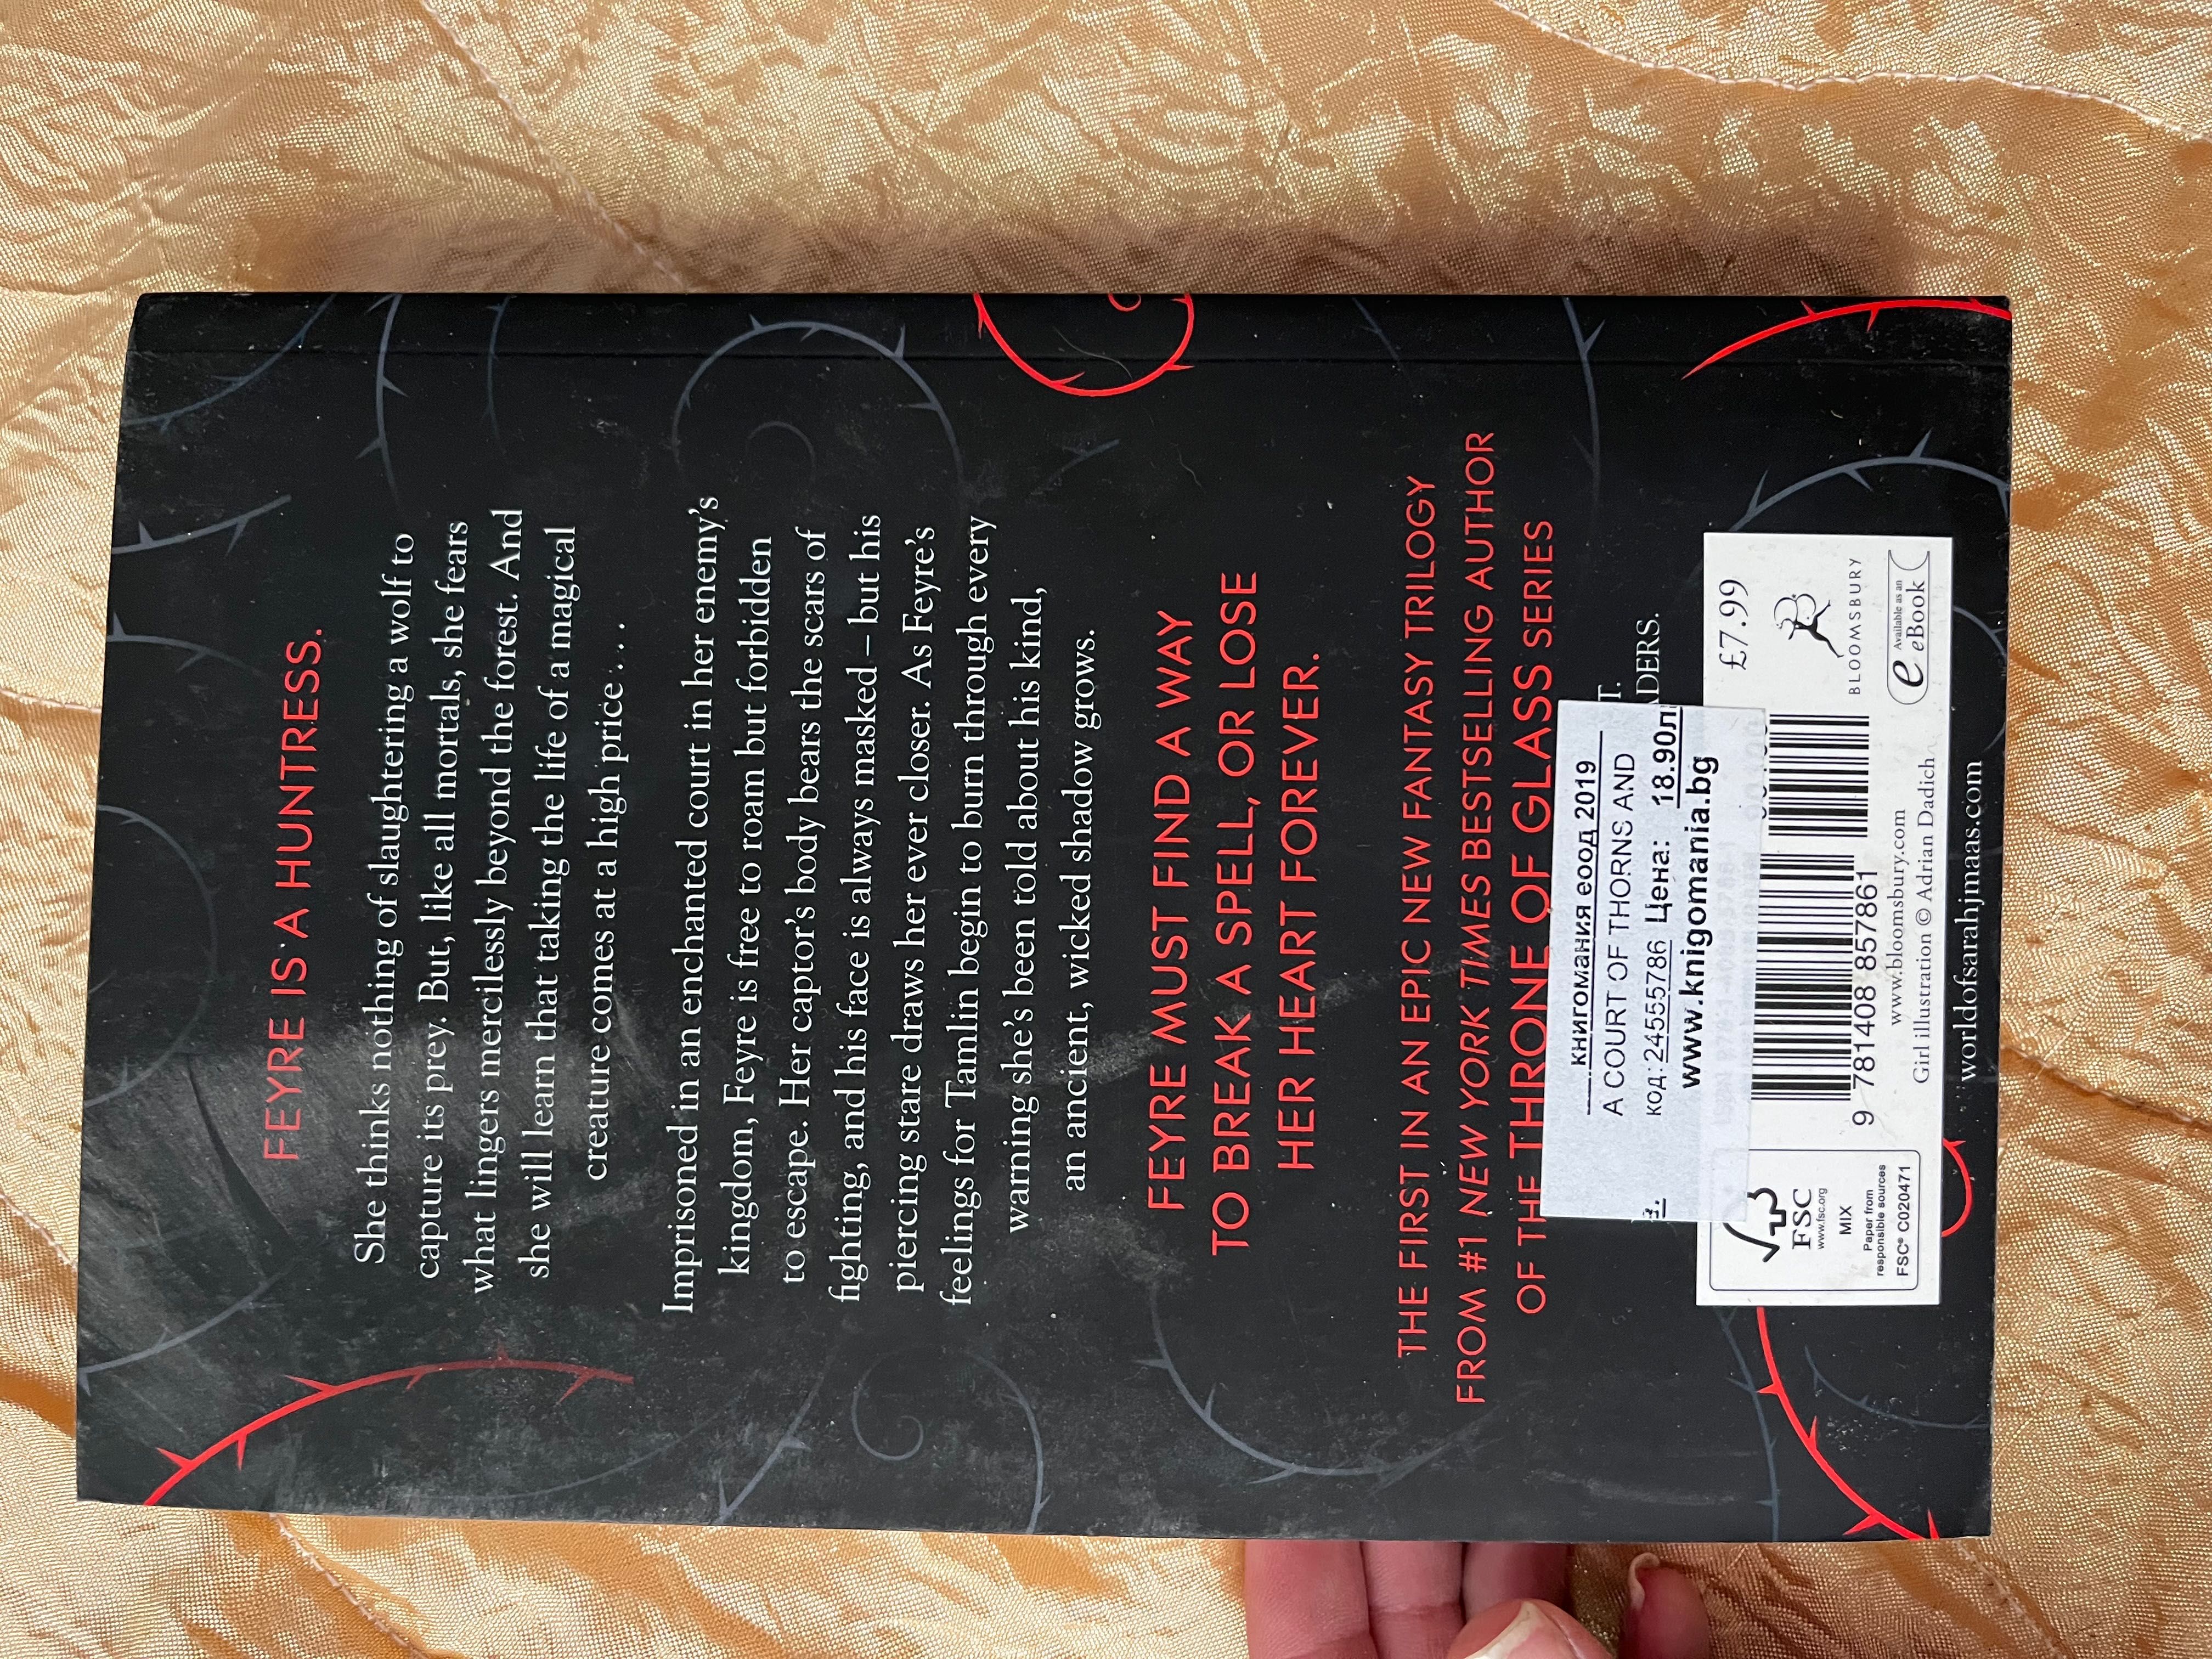 FEYRE IS A HUNTRESS.
She thinks nothing of slaughtering a wolf to
capture its prey. But, like all mortals, she fears
what lingers mercilessly beyond the forest. And
she will learn that taking the life of a magical
creature comes at a high price . . .
Imprisoned in an enchanted court in her enemy's
kingdom, Feyre is free to roam but forbidden
to escape. Her captor's body bears the scars of
fighting, and his face is always masked – but his
piercing stare draws her ever closer. As Feyre's
feelings for Tamlin begin to burn through every
warning she's been told about his kind,
an ancient, wicked shadow grows.
FEYRE MUST FIND A WAY
TO BREAK A SPELL, OR LOSE
HER HEART FOREVER.
THE FIRST IN AN EPIC NEW FANTASY TRILOGY
FROM #1 NEW YORK TIMES BESTSELLING AUTHOR
OF THE THRONE OF GLASS SERIES
книгомания еоод 2019
A COURT OF THORNS AND
код:24555786 Цена: 18.90л
www.knigomania.bg
FSC
www.fsc.org
MIX
Paper from
responsible sources
FSC® C020471
9 781408 857861
£7.99
BLOOMSBURY
Available as an
eBook
www.bloomsbury.com
Girl illustration © Adrian Dadich
worldofsarahjmaas.com